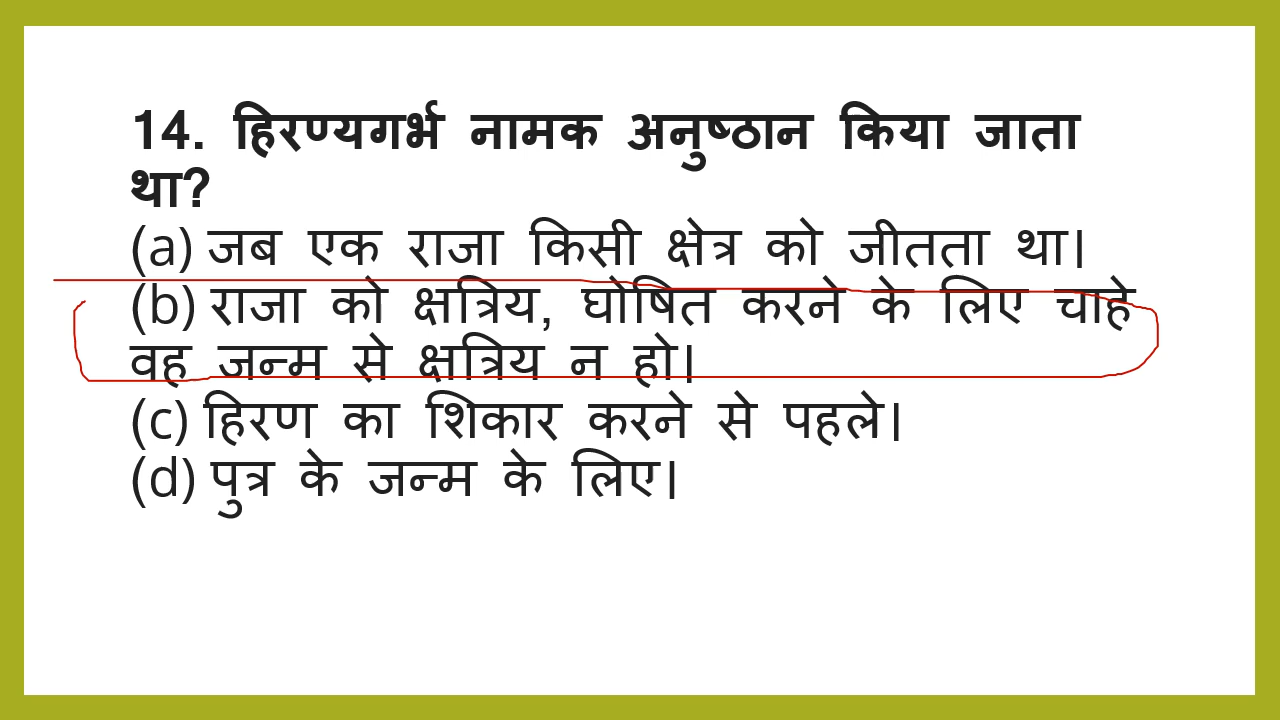 14. हिरण्यगर्भ नामक अनुष्ठान किया जाता
था?
(a) जब एक राजा किसी क्षेत्र को जीतता था।
(b) राजा को क्षत्रिय, घोषित करने के लिए चाहे
वह जन्म से क्षत्रिय न हो।
(c) हिरण का शिकार करने से पहले।
(d) पुत्र के जन्म के लिए।